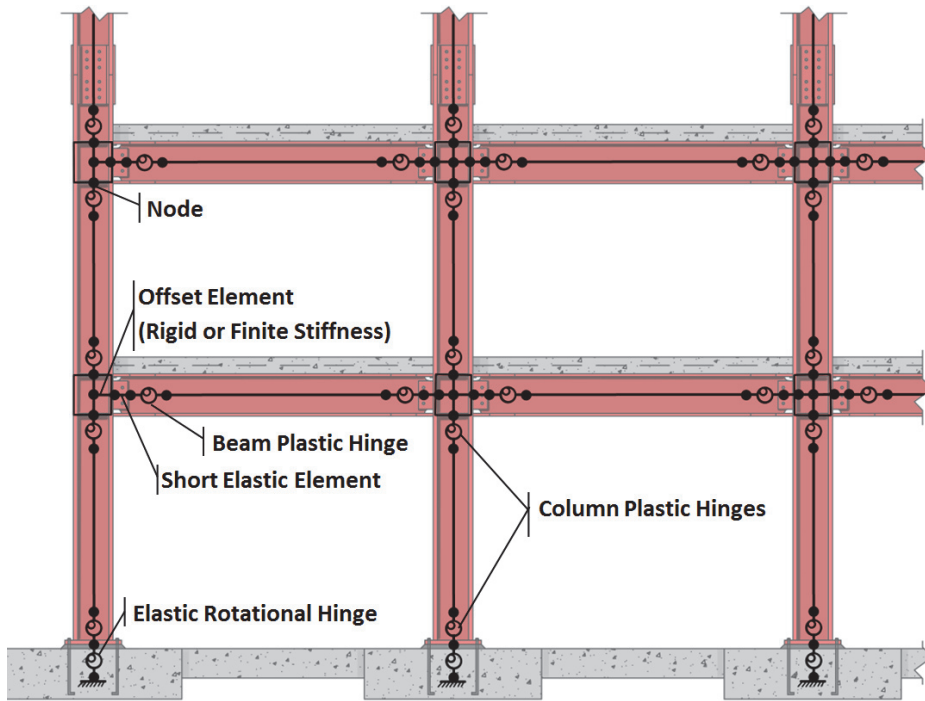 Node
Offset Element
(Rigid or Finite Stiffness)
Beam Plastic Hinge
Short Elastic Element
Column Plastic Hinges
Elastic Rotational Hinge